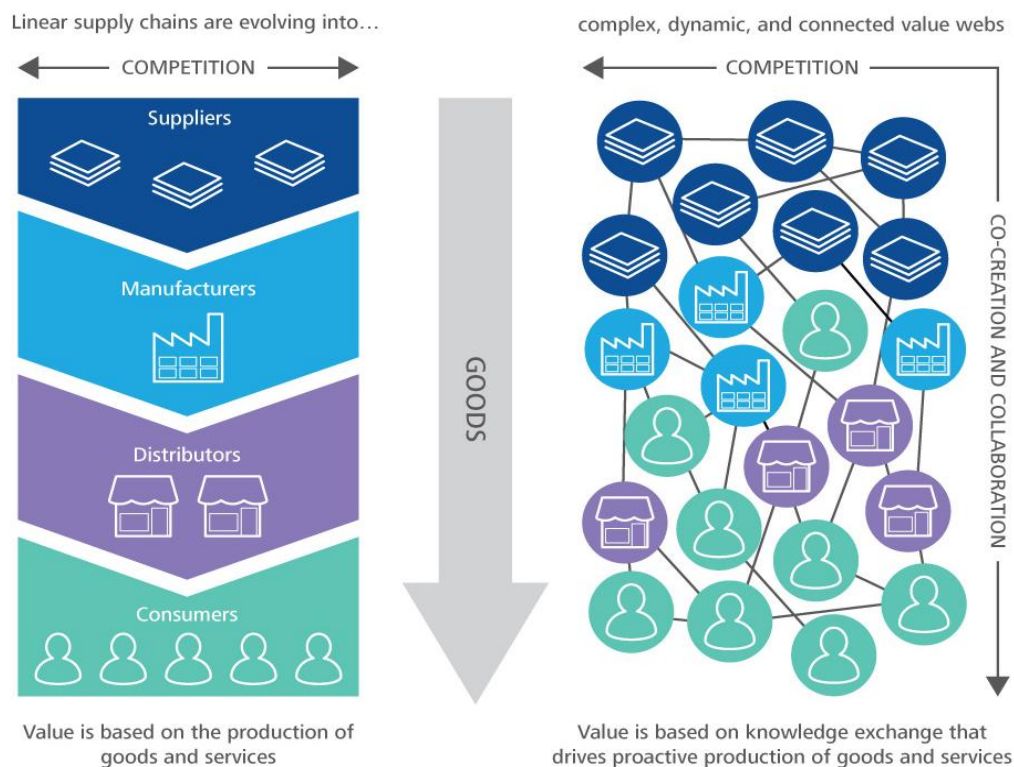 Linear supply chains are evolving into…
complex, dynamic, and connected value webs
COMPETITION
COMPETITION
Suppliers
Manufacturers
Distributors
Consumers
GOODS
CO-CREATION AND COLLABORATION
Value is based on the production of
goods and services
Value is based on knowledge exchange that
drives proactive production of goods and services